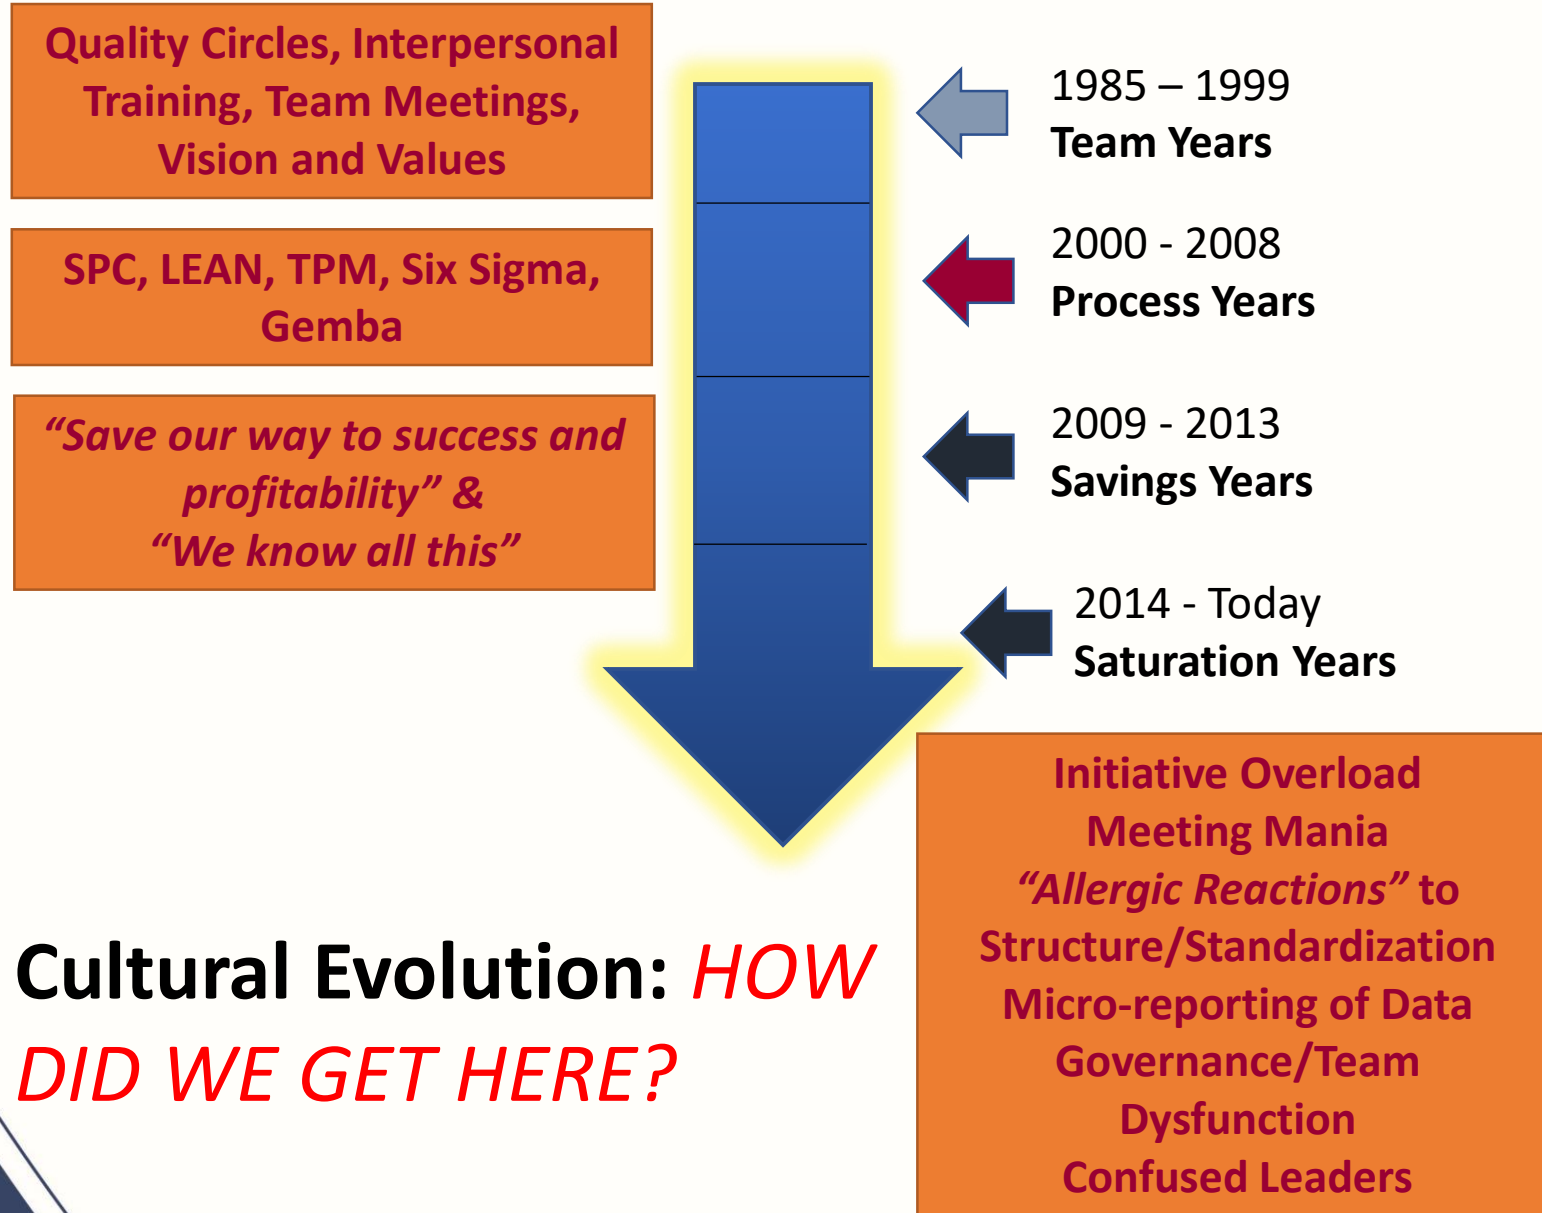 Quality Circles, Interpersonal
Training, Team Meetings,
Vision and Values
1985 – 1999
Team Years
SPC, LEAN, TPM, Six Sigma,
Gemba
2000 - 2008
Process Years
“Save our way to success and
profitability” &
“We know all this”
2009 - 2013
Savings Years
2014 - Today
Saturation Years
Initiative Overload
Meeting Mania
“Allergic Reactions” to
Structure/Standardization
Micro-reporting of Data
Governance/Team
Dysfunction
Confused Leaders
Cultural Evolution: HOW
DID WE GET HERE?